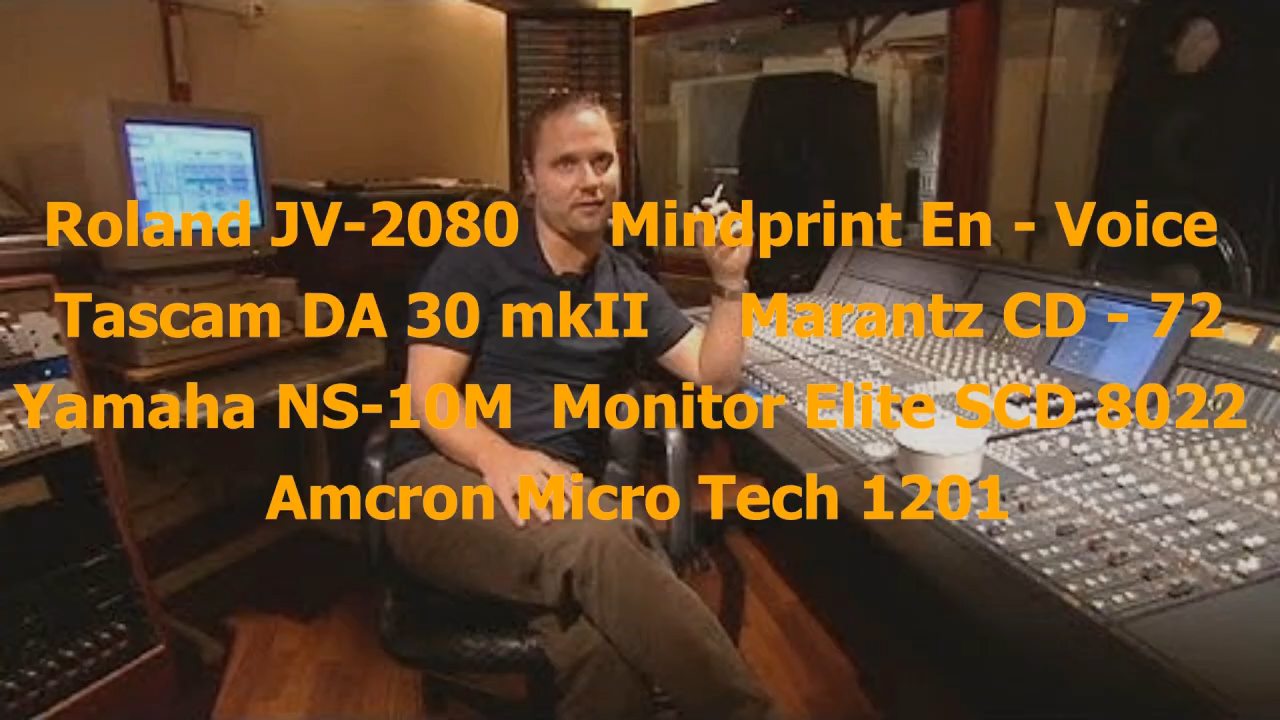 Roland JV-2080 Mindprint En - Voice
Tascam DA 30 mkII Marantz CD - 72
Yamaha NS-10M Monitor Elite SCD 8022
Amcron Micro Tech 1201